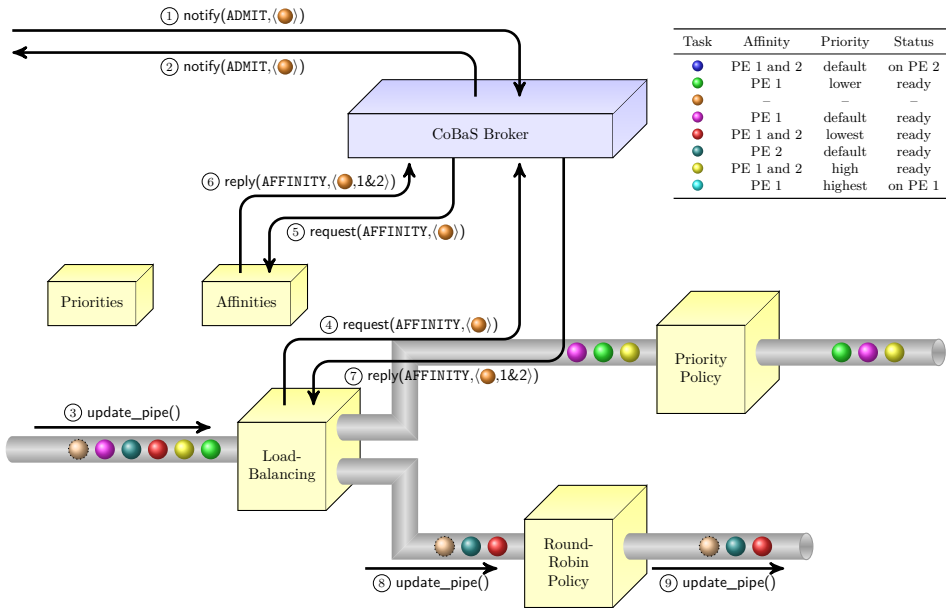 ① notify(ADMIT,⟨⟩)
② notify(ADMIT,⟨⟩)
Task Affinity Priority Status
PE 1 and 2 default on PE 2
PE 1 lower ready
– – –
PE 1 default ready
PE 1 and 2 lowest ready
PE 2 default ready
PE 1 and 2 high ready
PE 1 highest on PE 1
CoBaS Broker
⑥ reply(AFFINITY,⟨,1&2⟩)
⑤ request(AFFINITY,⟨⟩)
Priorities
Affinities
④ request(AFFINITY,⟨⟩)
Priority
Policy
⑦ reply(AFFINITY,⟨,1&2⟩)
③ update_pipe()
Load-
Balancing
Round-
Robin
Policy
⑧ update_pipe()
⑨ update_pipe()